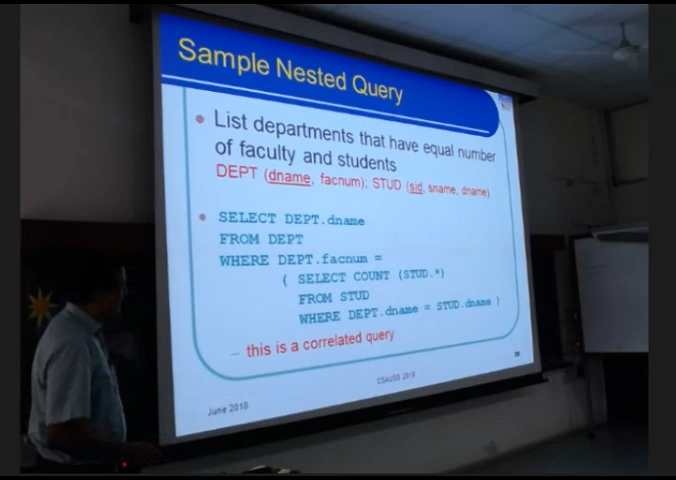 Sample Nested Query
• List departments that have equal number
of faculty and students
DEPT (dname, facnum); STUD (sid, sname, dname)
• SELECT DEPT.dname
FROM DEPT
WHERE DEPT.facnum =
( SELECT COUNT (STUD.*)
FROM STUD
WHERE DEPT.dname = STUD.dname )
– this is a correlated query
June 2018
2018